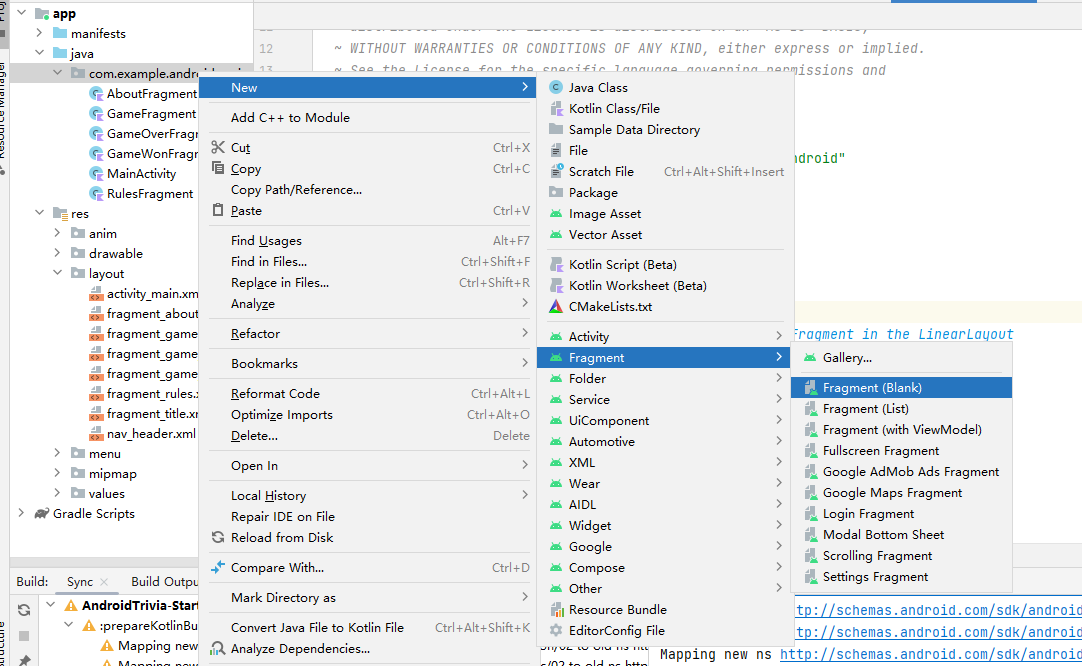 app
manifests
java
com.example.android
AboutFragment
GameFragment
GameOverFragr
GameWonFragr
MainActivity
RulesFragment
res
anim
drawable
layout
activity_main.xm
fragment_about
fragment_game
fragment_game
fragment_game
fragment_rules.
fragment_title.xr
nav_header.xml
menu
mipmap
values
Gradle Scripts
12 ~ WITHOUT WARRANTIES OR CONDITIONS OF ANY KIND, either express or implied.
13 ~ See the License for the specific language governing permissions and
ndroid"
Fragment in the LinearLayout
New
Add C++ to Module
Cut Ctrl+X
Copy Ctrl+C
Copy Path/Reference...
Paste Ctrl+V
Find Usages Alt+F7
Find in Files... Ctrl+Shift+F
Replace in Files... Ctrl+Shift+R
Analyze
Refactor
Bookmarks
Reformat Code Ctrl+Alt+L
Optimize Imports Ctrl+Alt+O
Delete... Delete
Open In
Local History
Repair IDE on File
Reload from Disk
Compare With... Ctrl+D
Mark Directory as
Convert Java File to Kotlin File Ctrl+Alt+Shift+K
Analyze Dependencies...
Java Class
Kotlin Class/File
Sample Data Directory
File
Scratch File Ctrl+Alt+Shift+Insert
Package
Image Asset
Vector Asset
Kotlin Script (Beta)
Kotlin Worksheet (Beta)
CMakeLists.txt
Activity
Fragment
Folder
Service
UiComponent
Automotive
XML
Wear
AIDL
Widget
Google
Compose
Other
Resource Bundle
EditorConfig File
Gallery...
Fragment (Blank)
Fragment (List)
Fragment (with ViewModel)
Fullscreen Fragment
Google AdMob Ads Fragment
Google Maps Fragment
Login Fragment
Modal Bottom Sheet
Scrolling Fragment
Settings Fragment
Build: Sync Build Outpu
AndroidTrivia-Start
:prepareKotlinBu
Mapping new
Mapping new
tp://schemas.android.com/sdk/android
tp://schemas.android.com/sdk/android
Mapping new ns http://schemas.android.com/sdk/android